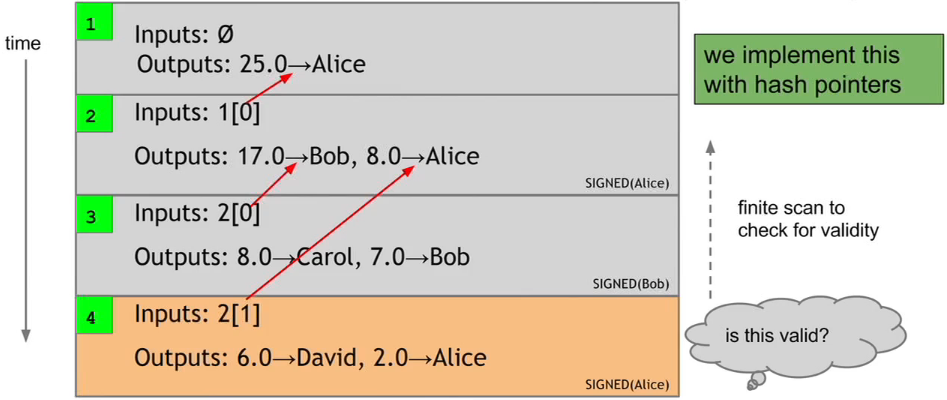 time
1
Inputs: Ø
Outputs: 25.0→Alice
2
Inputs: 1[0]
Outputs: 17.0→Bob, 8.0→Alice
SIGNED(Alice)
3
Inputs: 2[0]
Outputs: 8.0→Carol, 7.0→Bob
SIGNED(Bob)
4
Inputs: 2[1]
Outputs: 6.0→David, 2.0→Alice
SIGNED(Alice)
we implement this
with hash pointers
finite scan to
check for validity
is this valid?